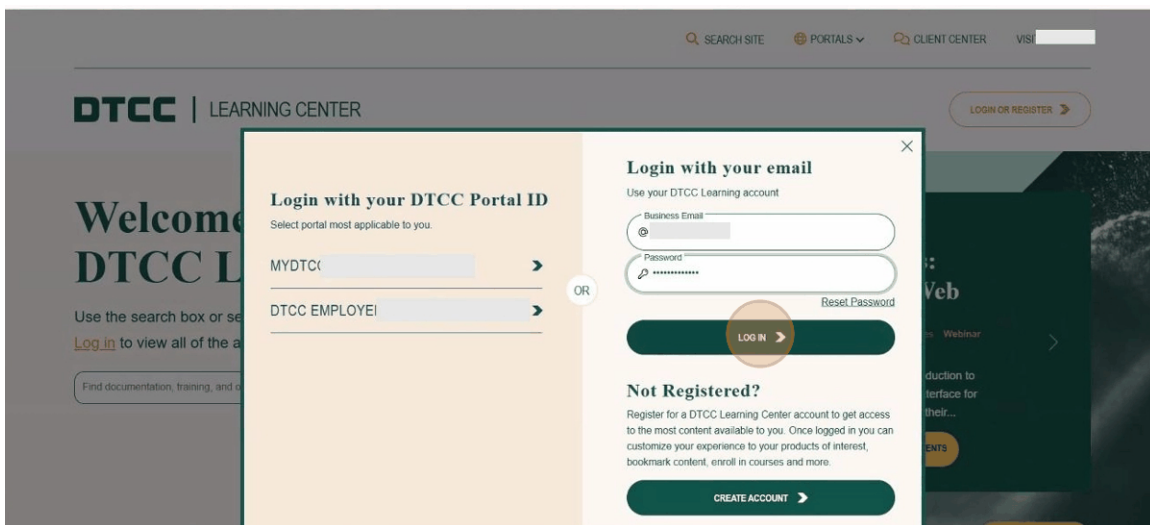 SEARCH SITE
PORTALS
CLIENT CENTER
DTCC | LEARNING CENTER
LOGIN OR REGISTER
Welcome
DTCC L
Use the search box or se
Log in to view all of the a
Find documentation, training, and o
Login with your DTCC Portal ID
Select portal most applicable to you.
MYDTC
DTCC EMPLOYE
OR
Login with your email
Use your DTCC Learning account
Business Email
@
Password
•••••••••••••
Reset Password
LOG IN
Not Registered?
Register for a DTCC Learning Center account to get access
to the most content available to you. Once logged in you can
customize your experience to your products of interest,
bookmark content, enroll in courses and more.
CREATE ACCOUNT
Web
Webinar
duction to
terface for
their...
ENTS